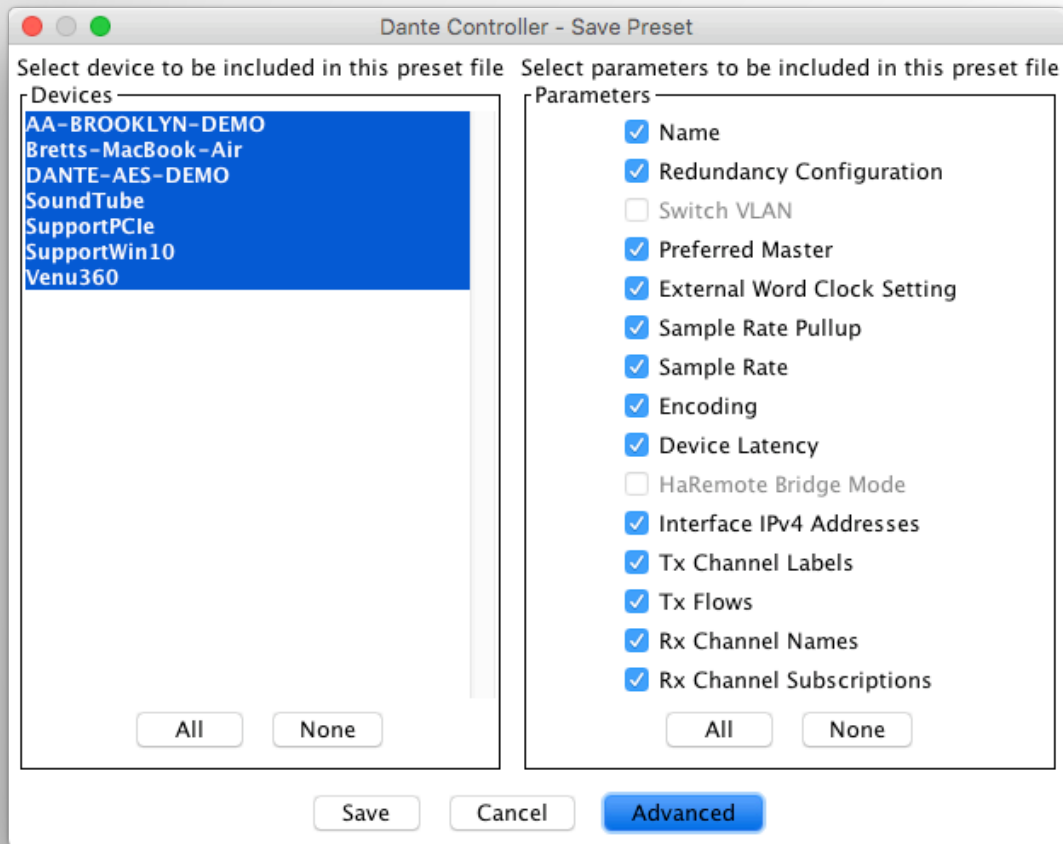 Dante Controller - Save Preset
Select device to be included in this preset file
Devices
AA-BROOKLYN-DEMO
Bretts-MacBook-Air
DANTE-AES-DEMO
SoundTube
SupportPCIe
SupportWin10
Venu360
All None
Select parameters to be included in this preset file
Parameters
Name
Redundancy Configuration
Switch VLAN
Preferred Master
External Word Clock Setting
Sample Rate Pullup
Sample Rate
Encoding
Device Latency
HaRemote Bridge Mode
Interface IPv4 Addresses
Tx Channel Labels
Tx Flows
Rx Channel Names
Rx Channel Subscriptions
All None
Save Cancel Advanced